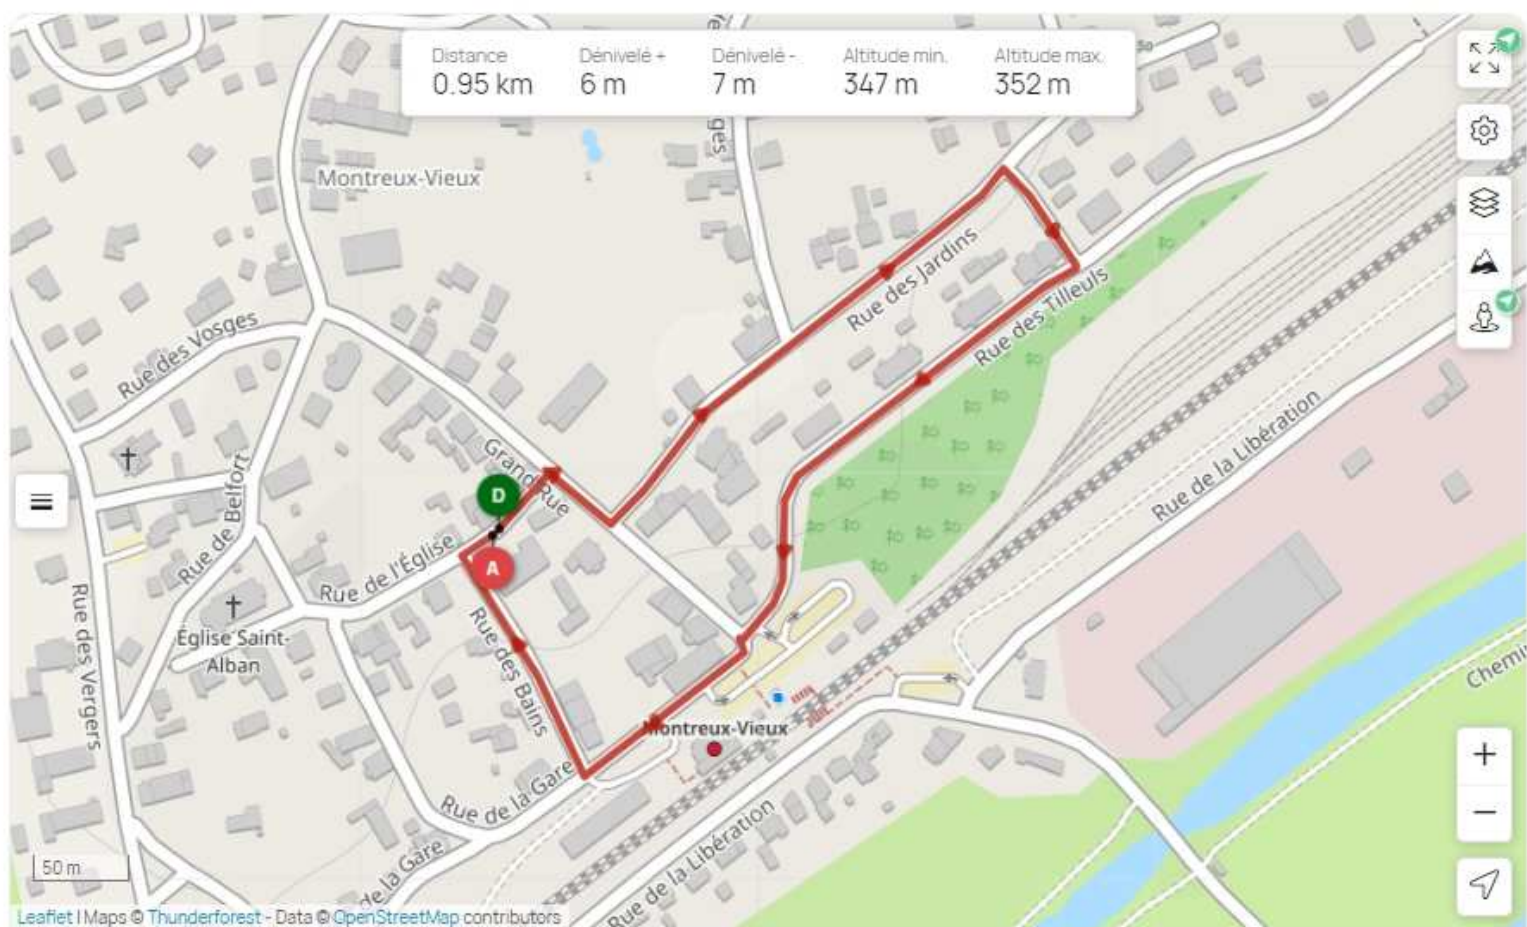 Distance
0.95 km
Dénivelé +
6 m
Dénivelé -
7 m
Altitude min.
347 m
Altitude max.
352 m
ges
Montreux-Vieux
Rue des Jardins
Rue des Tilleuls
Rue des Vosges
Grand Rue
Rue de la Libération
Rue de Belfort
D
A
Rue de l'Église
Rue des Vergers
Église Saint-
Alban
Rue des Bains
Chemin
Montreux-Vieux
Rue de la Gare
de la Gare
Rue de la Libération
+
−
50 m
Leaflet | Maps © Thunderforest - Data © OpenStreetMap contributors